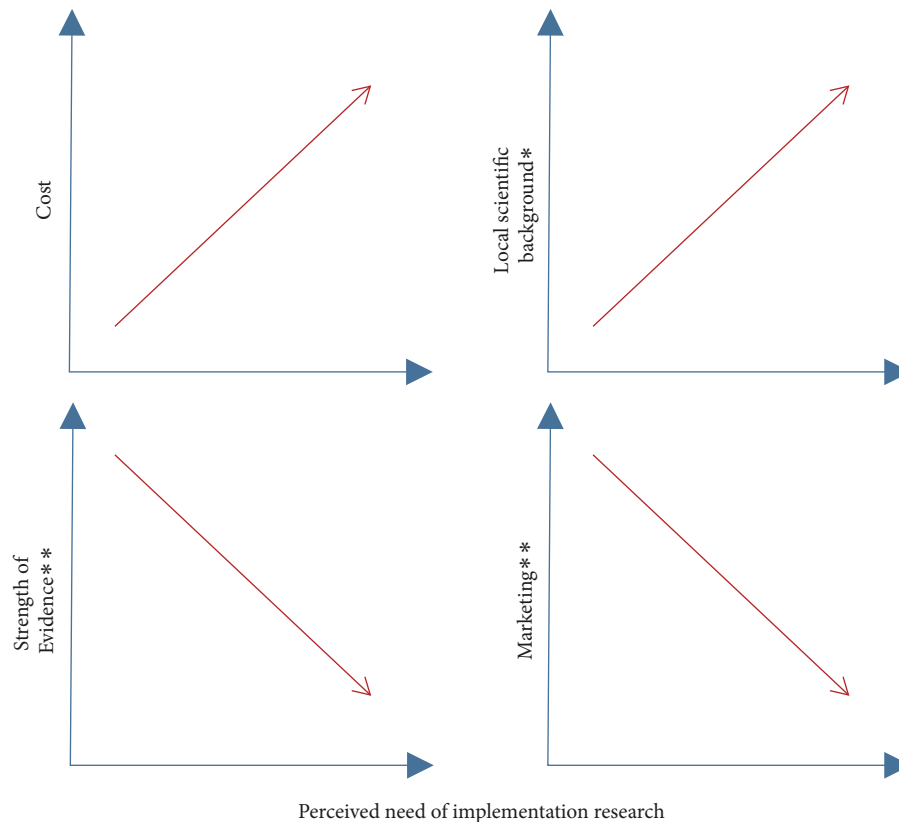 Cost
Local scientific
background*
Strength of
Evidence**
Marketing**
Perceived need of implementation research